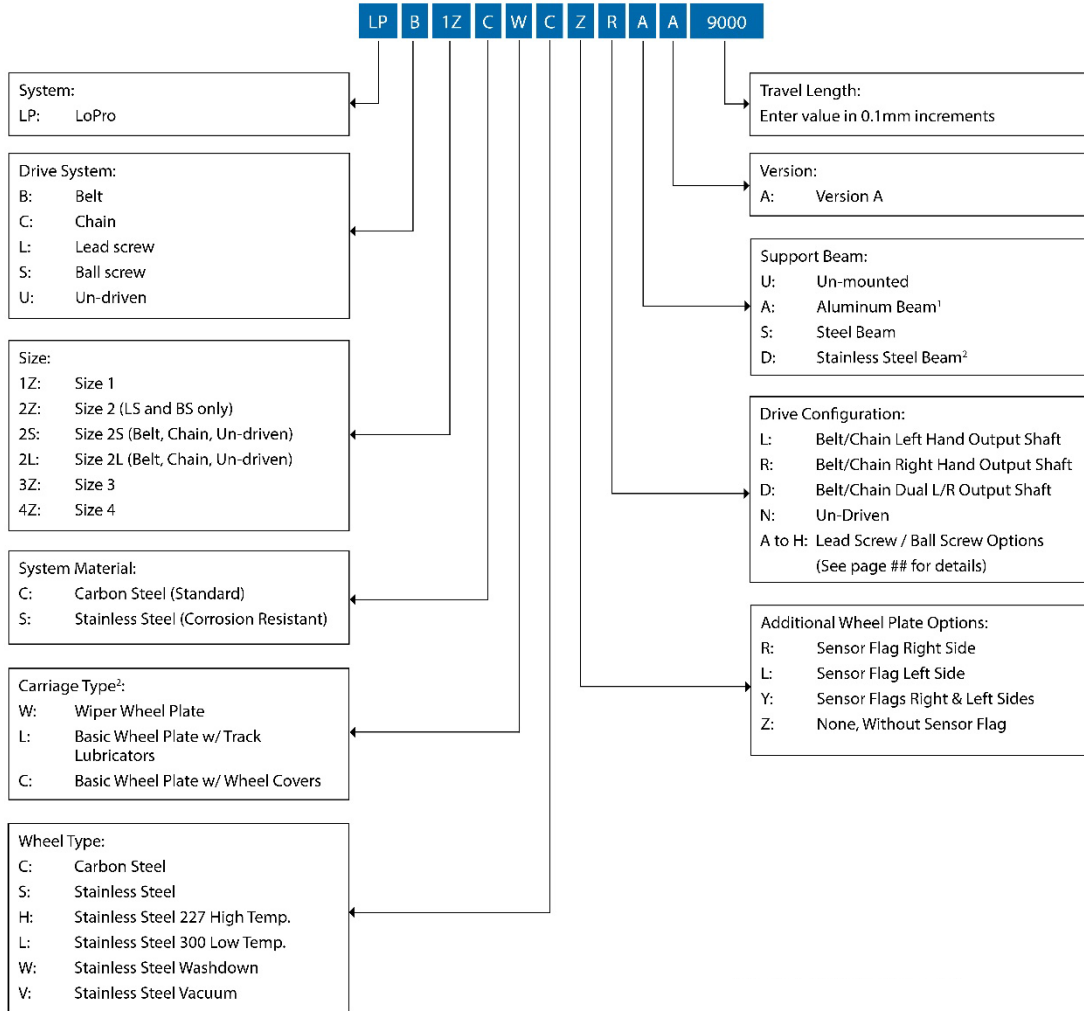 LP B 1Z C W C Z R A A 9000
System:
LP: LoPro
Drive System:
B: Belt
C: Chain
L: Lead screw
S: Ball screw
U: Un-driven
Size:
1Z: Size 1
2Z: Size 2 (LS and BS only)
2S: Size 2S (Belt, Chain, Un-driven)
2L: Size 2L (Belt, Chain, Un-driven)
3Z: Size 3
4Z: Size 4
System Material:
C: Carbon Steel (Standard)
S: Stainless Steel (Corrosion Resistant)
Carriage Type²:
W: Wiper Wheel Plate
L: Basic Wheel Plate w/ Track
Lubricators
C: Basic Wheel Plate w/ Wheel Covers
Wheel Type:
C: Carbon Steel
S: Stainless Steel
H: Stainless Steel 227 High Temp.
L: Stainless Steel 300 Low Temp.
W: Stainless Steel Washdown
V: Stainless Steel Vacuum
Travel Length:
Enter value in 0.1mm increments
Version:
A: Version A
Support Beam:
U: Un-mounted
A: Aluminum Beam¹
S: Steel Beam
D: Stainless Steel Beam²
Drive Configuration:
L: Belt/Chain Left Hand Output Shaft
R: Belt/Chain Right Hand Output Shaft
D: Belt/Chain Dual L/R Output Shaft
N: Un-Driven
A to H: Lead Screw / Ball Screw Options
(See page ## for details)
Additional Wheel Plate Options:
R: Sensor Flag Right Side
L: Sensor Flag Left Side
Y: Sensor Flags Right & Left Sides
Z: None, Without Sensor Flag